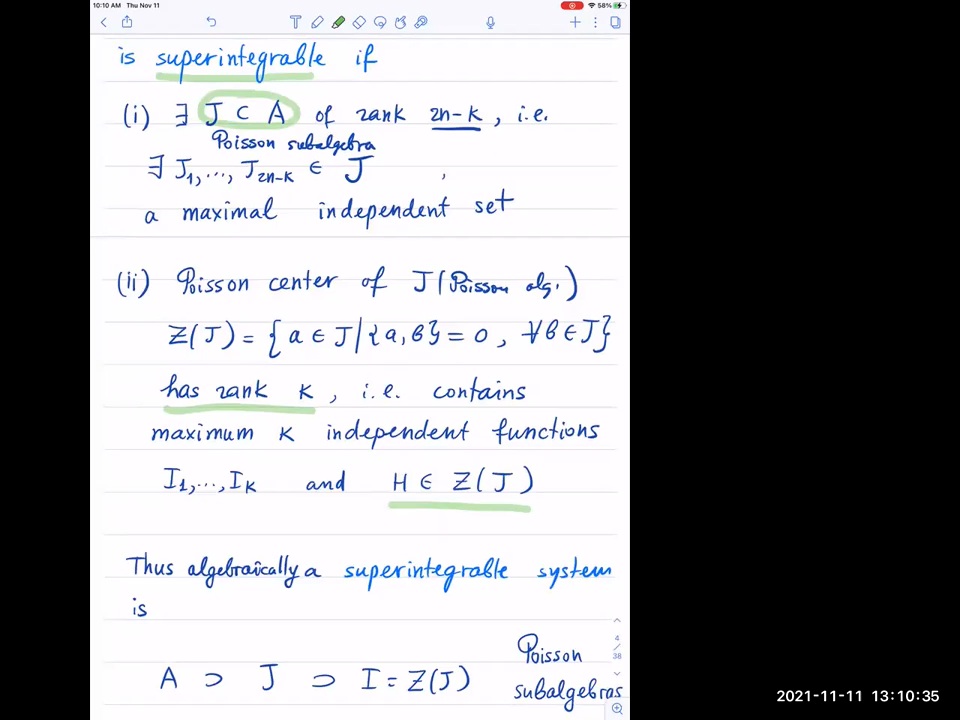 10:10 AM Thu Nov 11
58%
is superintegrable if
(i) ∃ J ⊂ A of rank 2n-k, i.e.
Poisson subalgebra
∃ J₁, ..., J₂ₙ₋ₖ ∈ J ,
a maximal independent set
(ii) Poisson center of J (Poisson alg.)
Z(J) = {a ∈ J | {a, b} = 0, ∀b ∈ J}
has rank k, i.e. contains
maximum k independent functions
I₁, ..., Iₖ and H ∈ Z(J)
Thus algebraically a superintegrable system
is
4
/
38
Poisson
A ⊃ J ⊃ I = Z(J)
subalgebras
2021-11-11 13:10:35